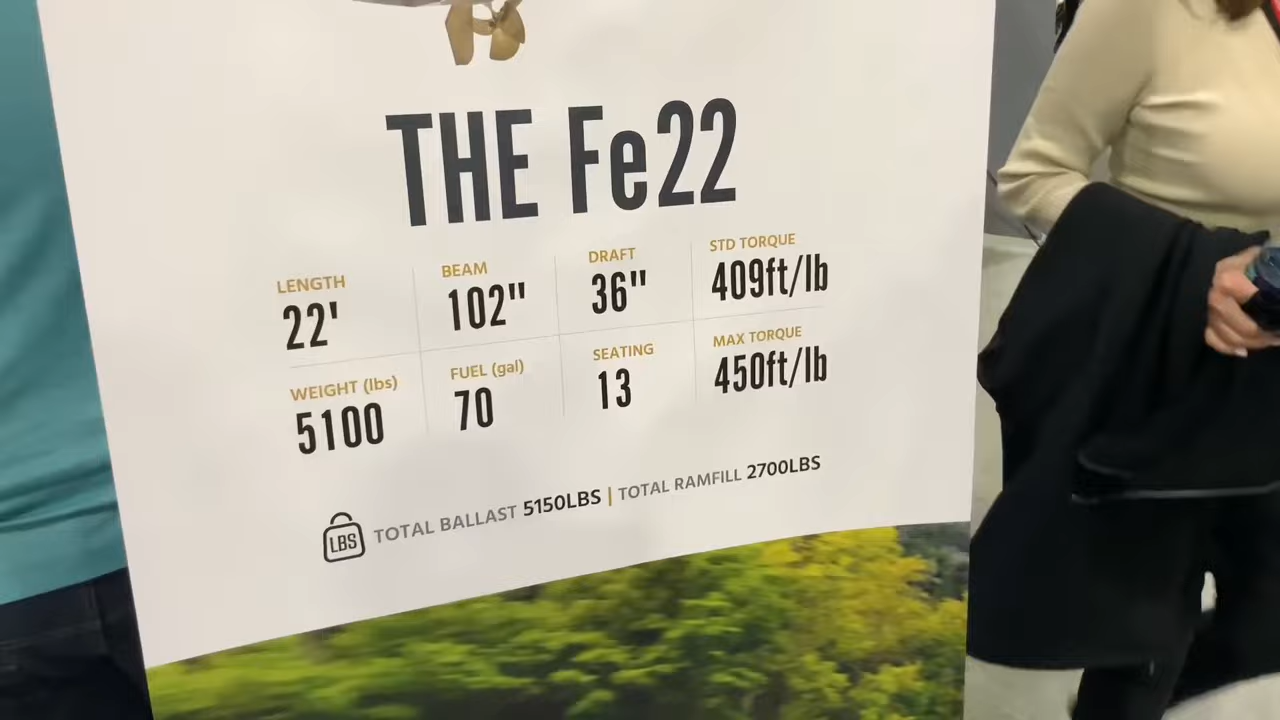 THE Fe22
LENGTH
22'
BEAM
102"
DRAFT
36"
STD TORQUE
409ft/lb
WEIGHT (lbs)
5100
FUEL (gal)
70
SEATING
13
MAX TORQUE
450ft/lb
LBS
TOTAL BALLAST 5150LBS | TOTAL RAMFILL 2700LBS